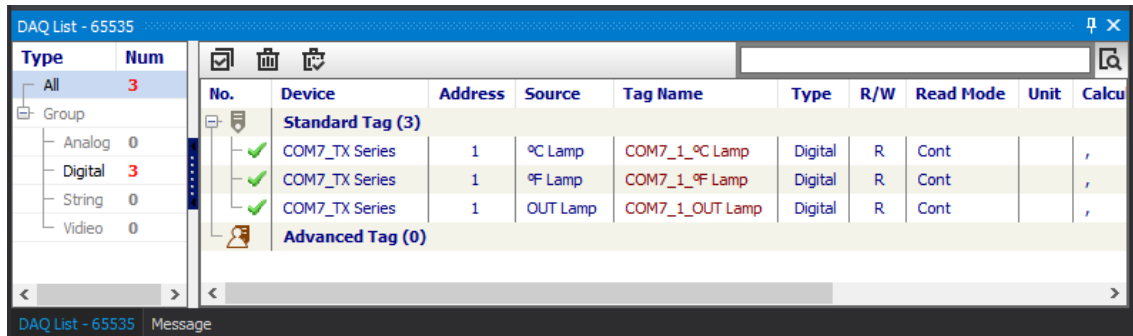 DAQ List - 65535
Type Num
All 3
Group
Analog 0
Digital 3
String 0
Vidieo 0
No. Device Address Source Tag Name Type R/W Read Mode Unit Calcu
Standard Tag (3)
COM7_TX Series 1 ºC Lamp COM7_1_ºC Lamp Digital R Cont ,
COM7_TX Series 1 ºF Lamp COM7_1_ºF Lamp Digital R Cont ,
COM7_TX Series 1 OUT Lamp COM7_1_OUT Lamp Digital R Cont ,
Advanced Tag (0)
DAQ List - 65535 Message